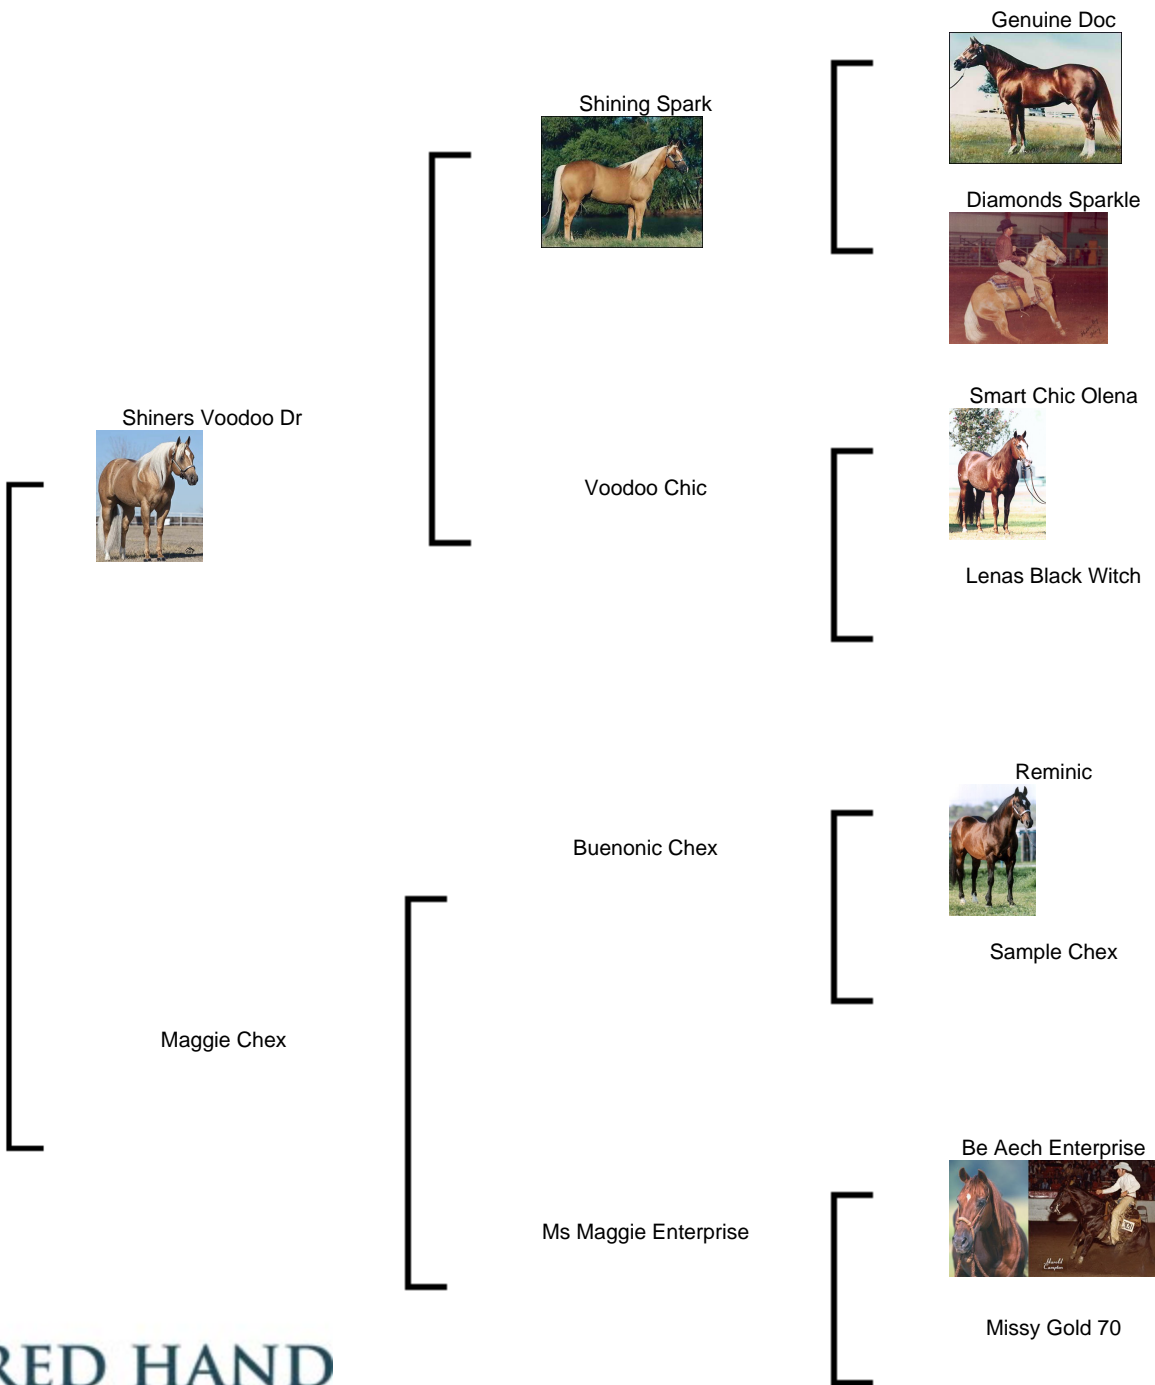 Genuine Doc
Shining Spark
Diamonds Sparkle
Shiners Voodoo Dr
Smart Chic Olena
Voodoo Chic
Lenas Black Witch
Reminic
Buenonic Chex
Sample Chex
Maggie Chex
Be Aech Enterprise
Ms Maggie Enterprise
Missy Gold 70
RED HAND